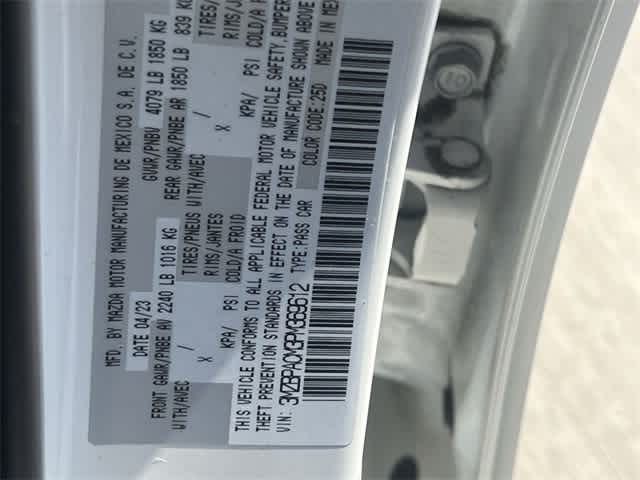 MFD. BY MAZDA MOTOR MANUFACTURING DE MEXICO S.A. DE C.V.
DATE 04/23 GVWR/PNBV 4079 LB 1850 KG
FRONT GAWR/PNBE AV 2240 LB 1016 KG REAR GAWR/PNBE AR 1850 LB 839 KG
WITH/AVEC TIRES/PNEUS WITH/AVEC TIRES/
X / RIMS/JANTES X / RIMS/
KPA/ PSI COLD/A FROID KPA/ PSI COLD/A
THIS VEHICLE CONFORMS TO ALL APPLICABLE FEDERAL MOTOR VEHICLE SAFETY, BUMPER
THEFT PREVENTION STANDARDS IN EFFECT ON THE DATE OF MANUFACTURE SHOWN ABOVE
VIN: 3MZBPACM3PM369612 TYPE:PASS CAR COLOR CODE:25D MADE IN